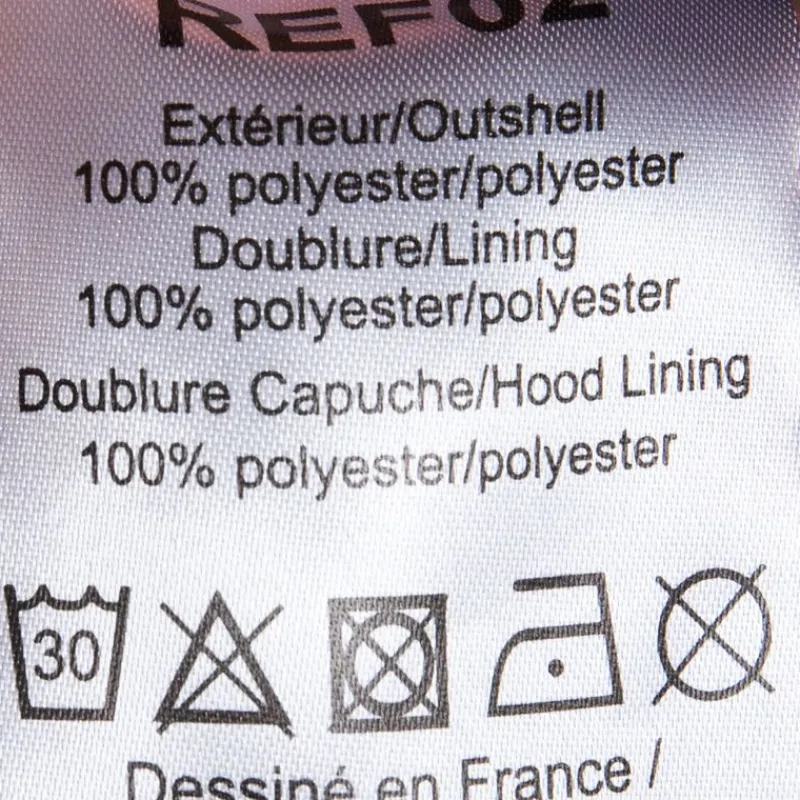 REF02
Extérieur/Outshell
100% polyester/polyester
Doublure/Lining
100% polyester/polyester
Doublure Capuche/Hood Lining
100% polyester/polyester
30
Dessiné en France /